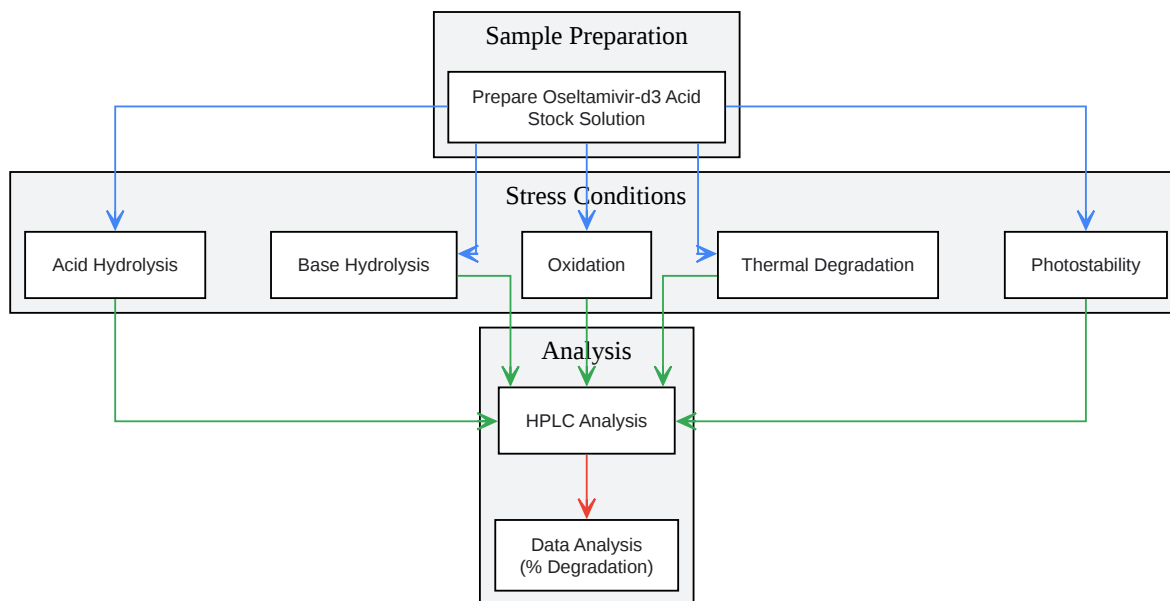 Sample Preparation
Prepare Oseltamivir-d3 Acid
Stock Solution
Stress Conditions
Acid Hydrolysis
Base Hydrolysis
Oxidation
Thermal Degradation
Photostability
Analysis
HPLC Analysis
Data Analysis
(% Degradation)